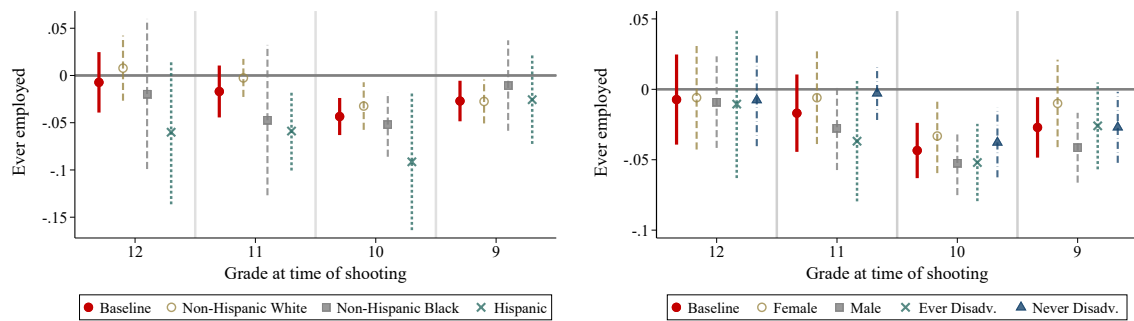 .05
0
-.05
-.1
-.15
Ever employed
12 11 10 9
Grade at time of shooting
Baseline Non-Hispanic White Non-Hispanic Black Hispanic
.05
0
-.05
-.1
Ever employed
12 11 10 9
Grade at time of shooting
Baseline Female Male Ever Disadv. Never Disadv.